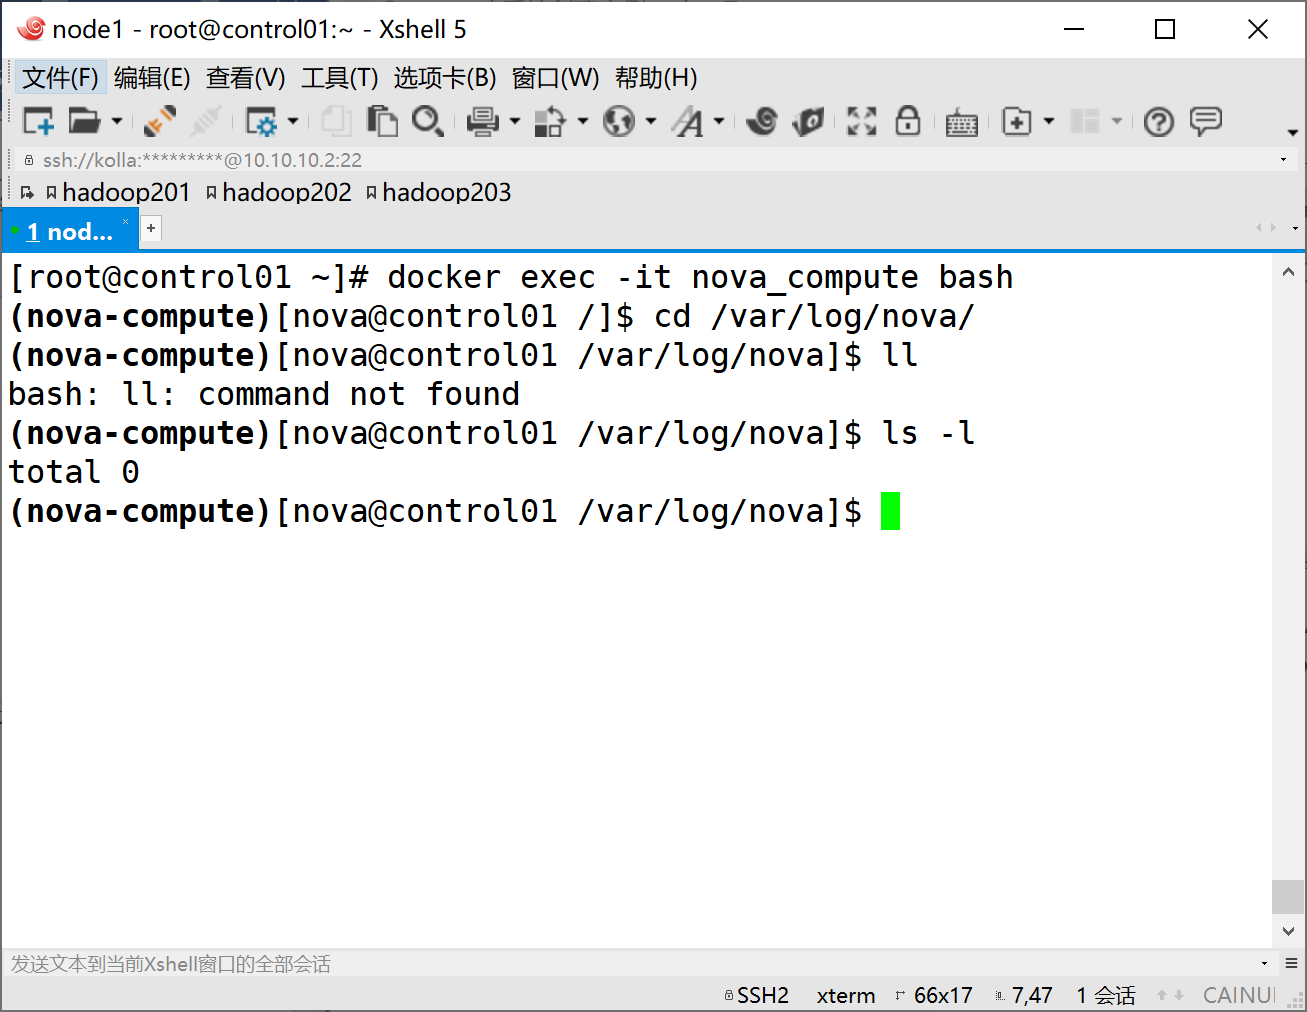 node1 - root@control01:~ - Xshell 5
文件(F) 编辑(E) 查看(V) 工具(T) 选项卡(B) 窗口(W) 帮助(H)
ssh://kolla:*********@10.10.10.2:22
hadoop201 hadoop202 hadoop203
1 nod... × +
[root@control01 ~]# docker exec -it nova_compute bash
(nova-compute)[nova@control01 /]$ cd /var/log/nova/
(nova-compute)[nova@control01 /var/log/nova]$ ll
bash: ll: command not found
(nova-compute)[nova@control01 /var/log/nova]$ ls -l
total 0
(nova-compute)[nova@control01 /var/log/nova]$
发送文本到当前Xshell窗口的全部会话
SSH2 xterm 66x17 7,47 1 会话